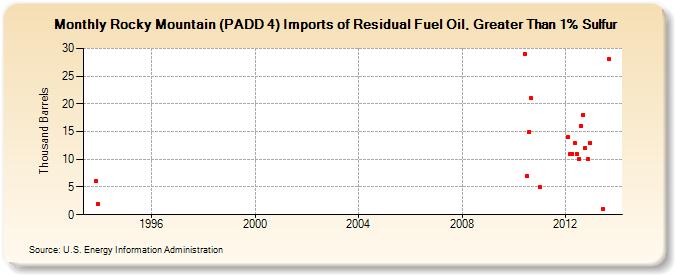 Monthly Rocky Mountain (PADD 4) Imports of Residual Fuel Oil, Greater Than 1% Sulfur
Thousand Barrels
30
25
20
15
10
5
0
1996 2000 2004 2008 2012
Source: U.S. Energy Information Administration